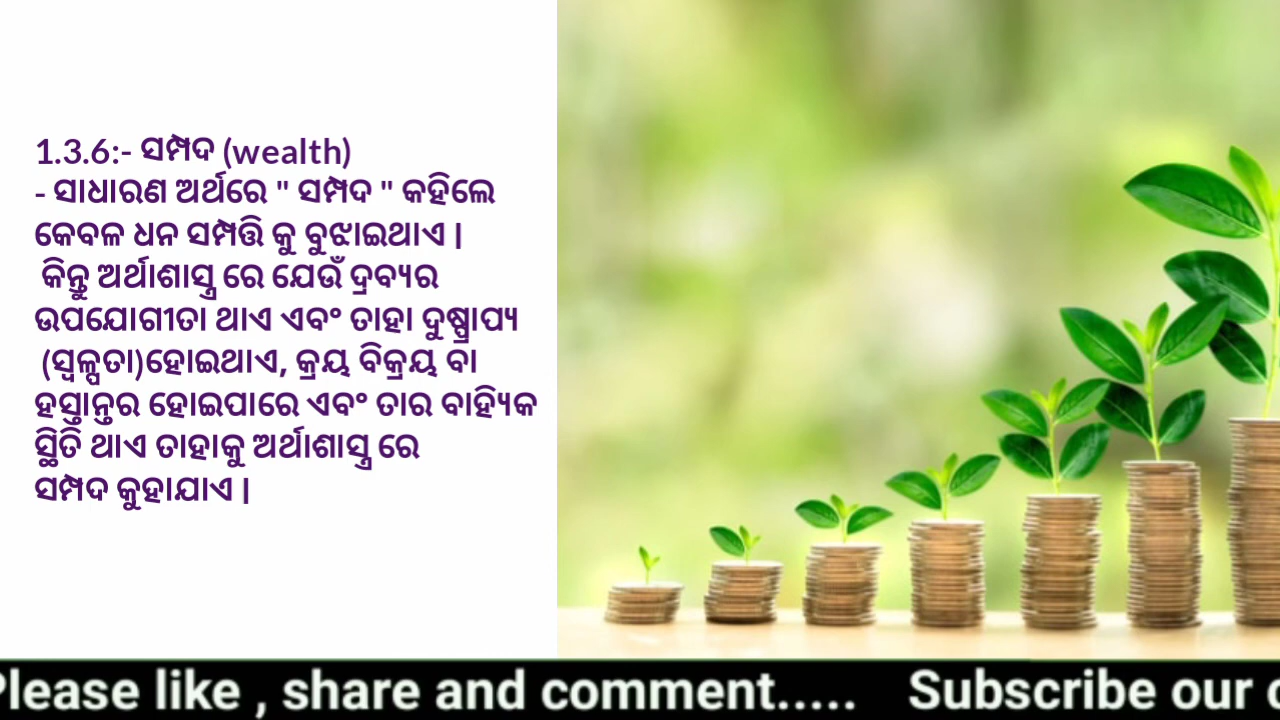 1.3.6:- ସମ୍ପଦ (wealth)
- ସାଧାରଣ ଅର୍ଥରେ " ସମ୍ପଦ " କହିଲେ
କେବଳ ଧନ ସମ୍ପତ୍ତି କୁ ବୁଝାଇଥାଏ |
କିନ୍ତୁ ଅର୍ଥାଶାସ୍ତ୍ର ରେ ଯେଉଁ ଦ୍ରବ୍ୟର
ଉପଯୋଗୀତା ଥାଏ ଏବଂ ତାହା ଦୁଷ୍ପ୍ରାପ୍ୟ
(ସ୍ୱଳ୍ପତା)ହୋଇଥାଏ, କ୍ରୟ ବିକ୍ରୟ ବା
ହସ୍ତାନ୍ତର ହୋଇପାରେ ଏବଂ ତାର ବାହ୍ୟିକ
ସ୍ଥିତି ଥାଏ ତାହାକୁ ଅର୍ଥାଶାସ୍ତ୍ର ରେ
ସମ୍ପଦ କୁହାଯାଏ |
Please like , share and comment..... Subscribe our